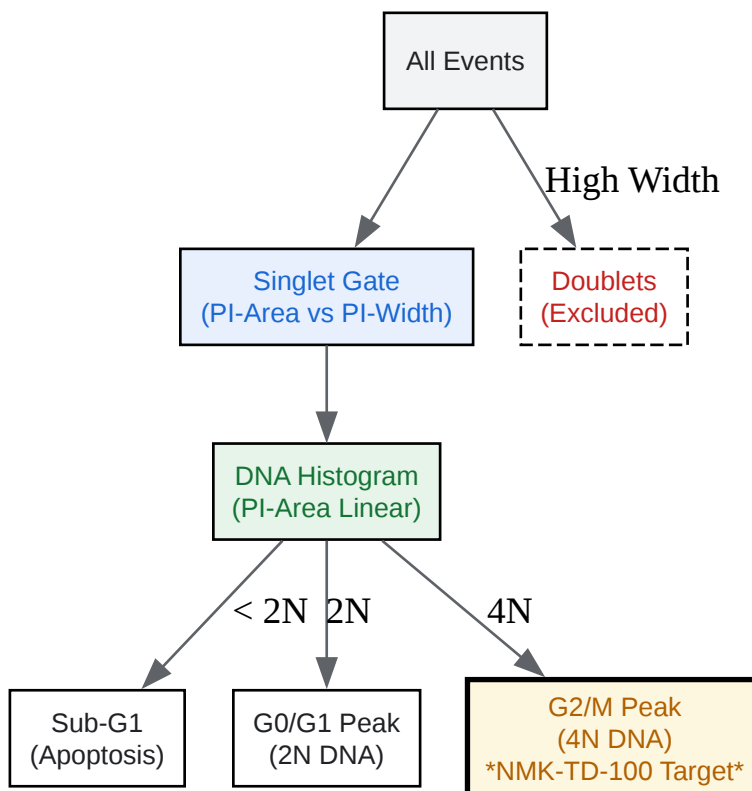 All Events
High Width
Singlet Gate
(PI-Area vs PI-Width)
Doublets
(Excluded)
DNA Histogram
(PI-Area Linear)
< 2N
2N
4N
Sub-G1
(Apoptosis)
G0/G1 Peak
(2N DNA)
G2/M Peak
(4N DNA)
*NMK-TD-100 Target*